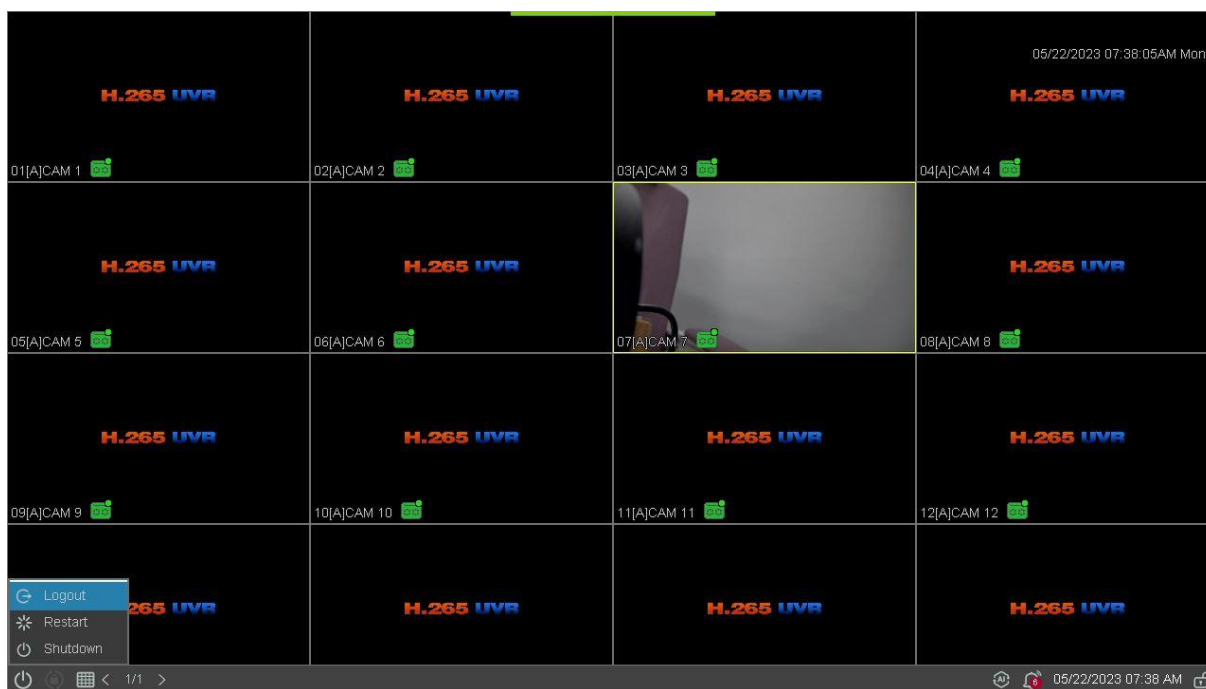 05/22/2023 07:38:05AM Mon
H.265 UVR
H.265 UVR
H.265 UVR
H.265 UVR
01[A]CAM 1
02[A]CAM 2
03[A]CAM 3
04[A]CAM 4
H.265 UVR
H.265 UVR
H.265 UVR
05[A]CAM 5
06[A]CAM 6
07[A]CAM 7
08[A]CAM 8
H.265 UVR
H.265 UVR
H.265 UVR
H.265 UVR
09[A]CAM 9
10[A]CAM 10
11[A]CAM 11
12[A]CAM 12
Logout
Restart
Shutdown
265 UVR
H.265 UVR
H.265 UVR
H.265 UVR
1/1
AI
6
05/22/2023 07:38 AM